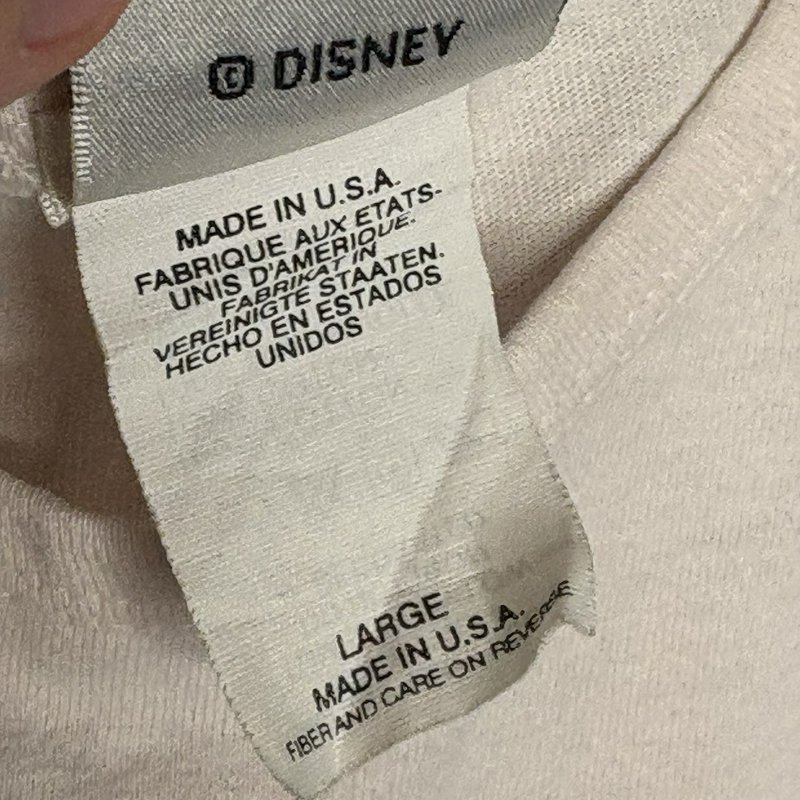 © DISNEY
MADE IN U.S.A.
FABRIQUE AUX ETATS-
UNIS D'AMERIQUE.
FABRIKAT IN
VEREINIGTE STAATEN.
HECHO EN ESTADOS
UNIDOS
LARGE
MADE IN U.S.A.
FIBER AND CARE ON REVERSE